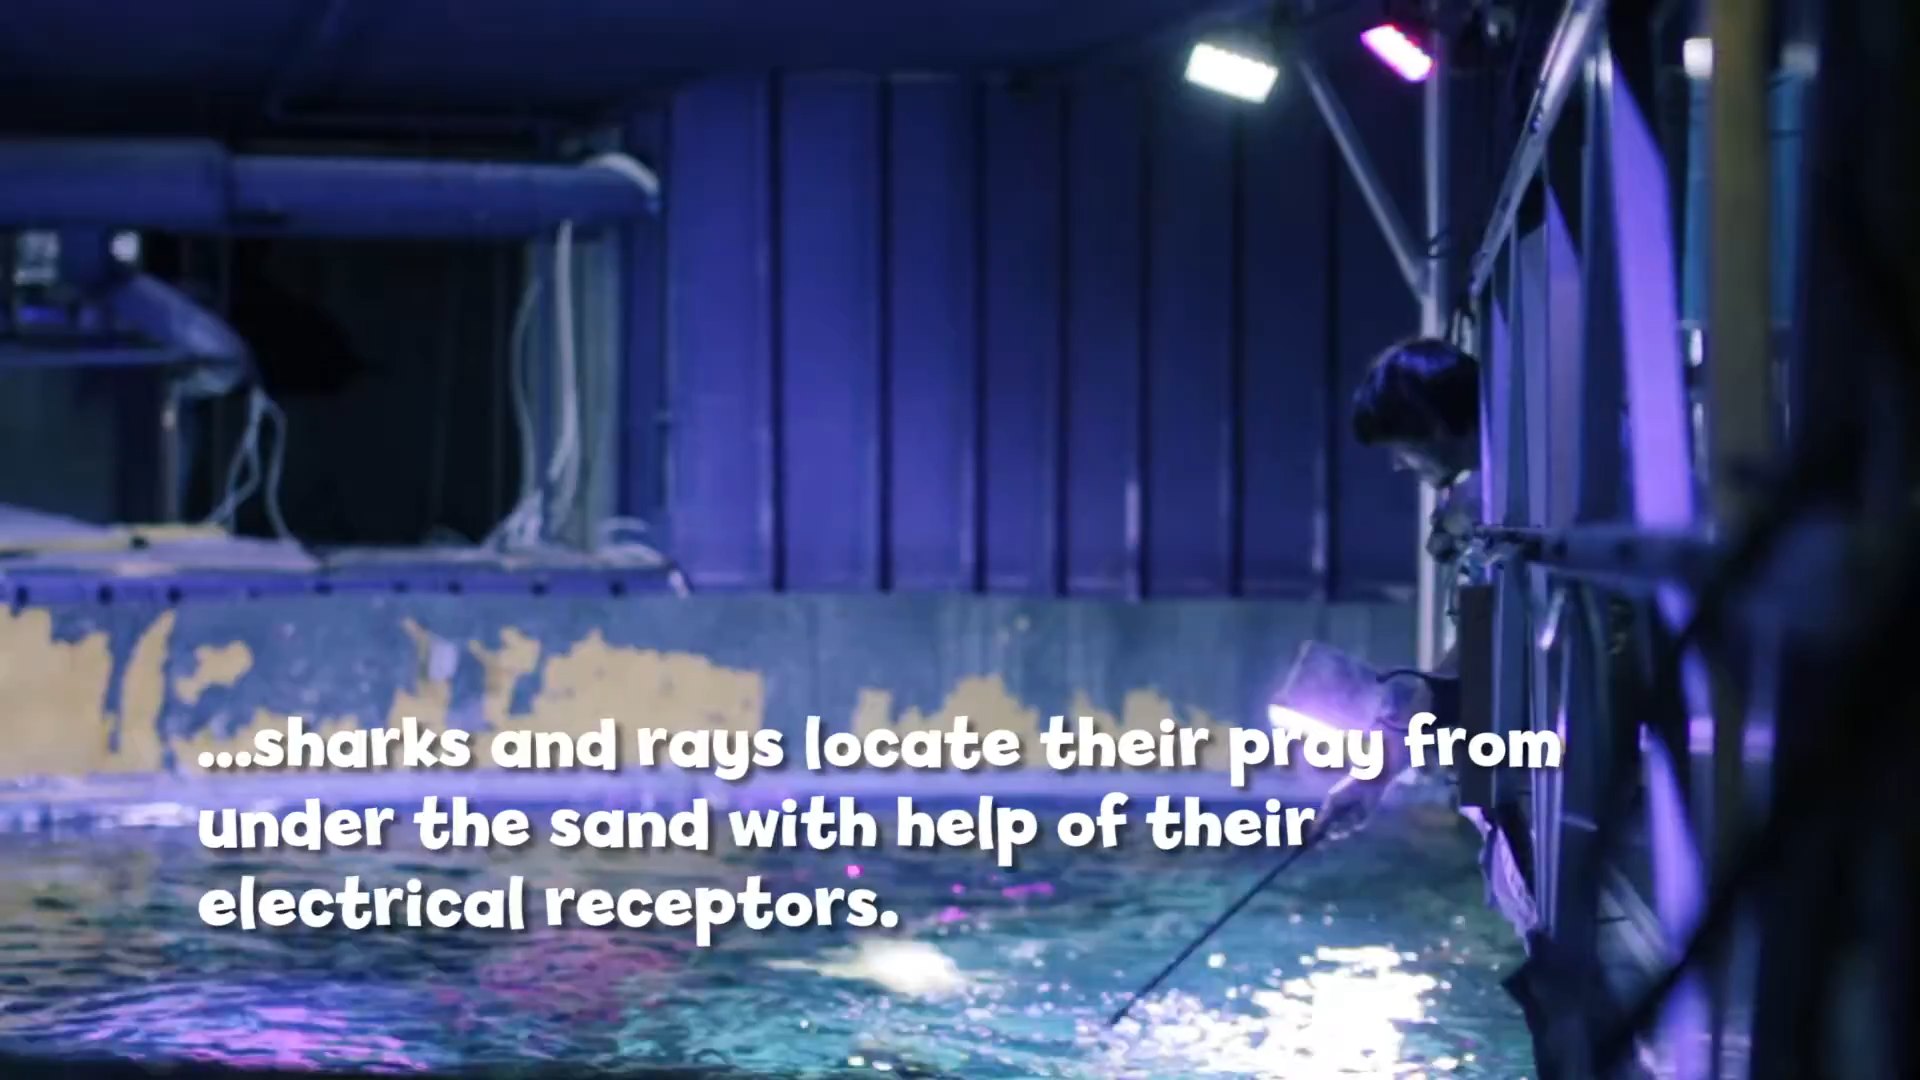 ...sharks and rays locate their pray from
under the sand with help of their
electrical receptors.